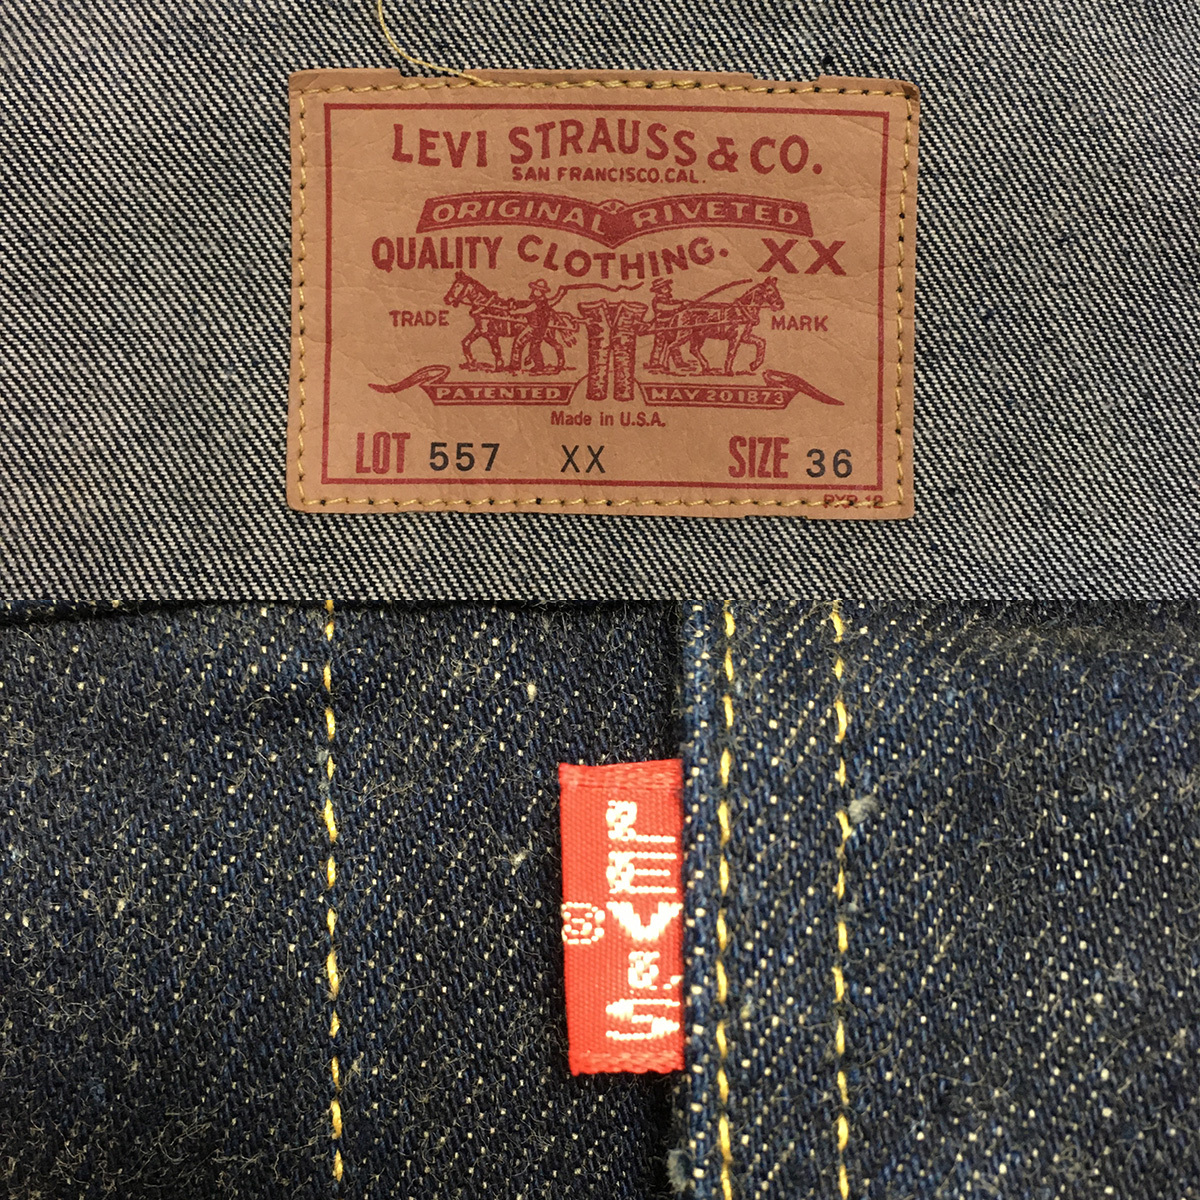 LEVI STRAUSS & CO.
SAN FRANCISCO.CAL.
ORIGINAL RIVETED
QUALITY CLOTHING. XX
TRADE MARK
PATENTED MAY 20 1873
Made in U.S.A.
LOT 557 XX SIZE 36
LEVI'S
®